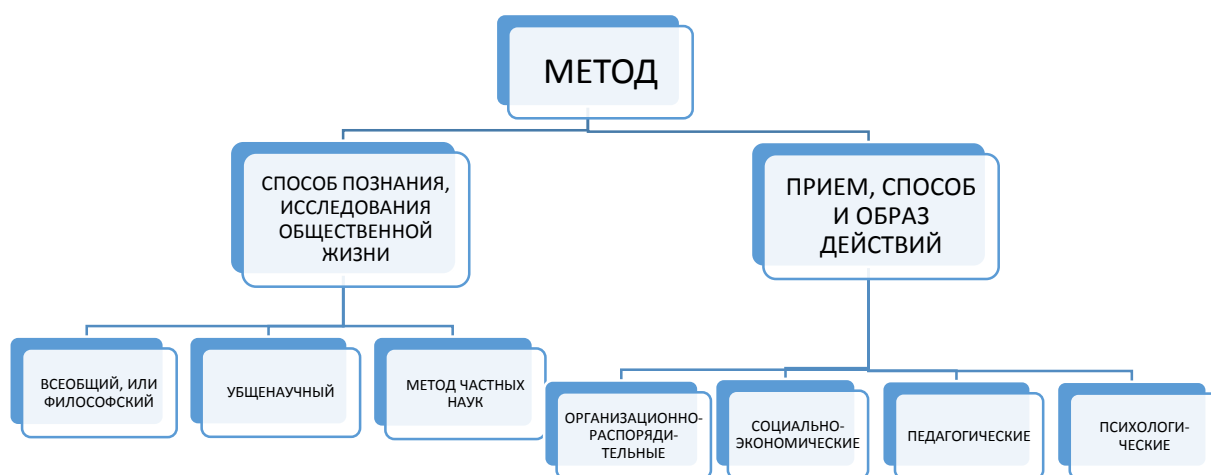 МЕТОД
СПОСОБ ПОЗНАНИЯ,
ИССЛЕДОВАНИЯ
ОБЩЕСТВЕННОЙ
ЖИЗНИ
ПРИЕМ, СПОСОБ
И ОБРАЗ
ДЕЙСТВИЙ
ВСЕОБЩИЙ, ИЛИ
ФИЛОСОФСКИЙ
УБЩЕНАУЧНЫЙ
МЕТОД ЧАСТНЫХ
НАУК
ОРГАНИЗАЦИОННО-
РАСПОРЯДИ-
ТЕЛЬНЫЕ
СОЦИАЛЬНО-
ЭКОНОМИЧЕСКИЕ
ПЕДАГОГИЧЕСКИЕ
ПСИХОЛОГИ-
ЧЕСКИЕ